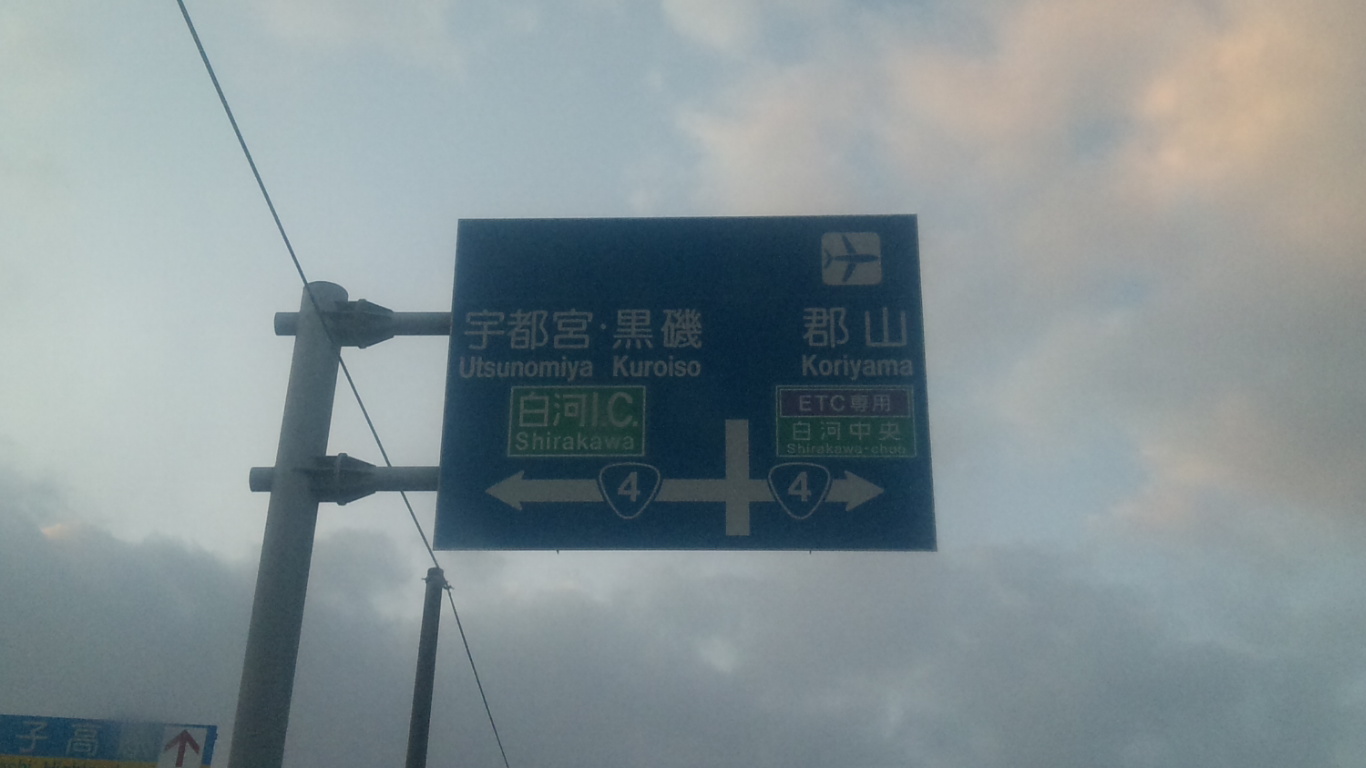 宇都宮・黒磯
Utsunomiya Kuroiso
白河I.C.
Shirakawa
4
郡山
Koriyama
ETC専用
白河中央
Shirakawa-chuo
4
子高